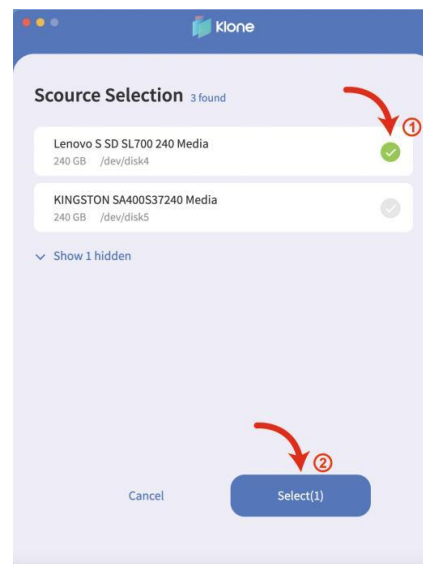 Klone
Scource Selection 3 found
①
Lenovo S SD SL700 240 Media
240 GB /dev/disk4
KINGSTON SA400S37240 Media
240 GB /dev/disk5
Show 1 hidden
②
Cancel Select(1)